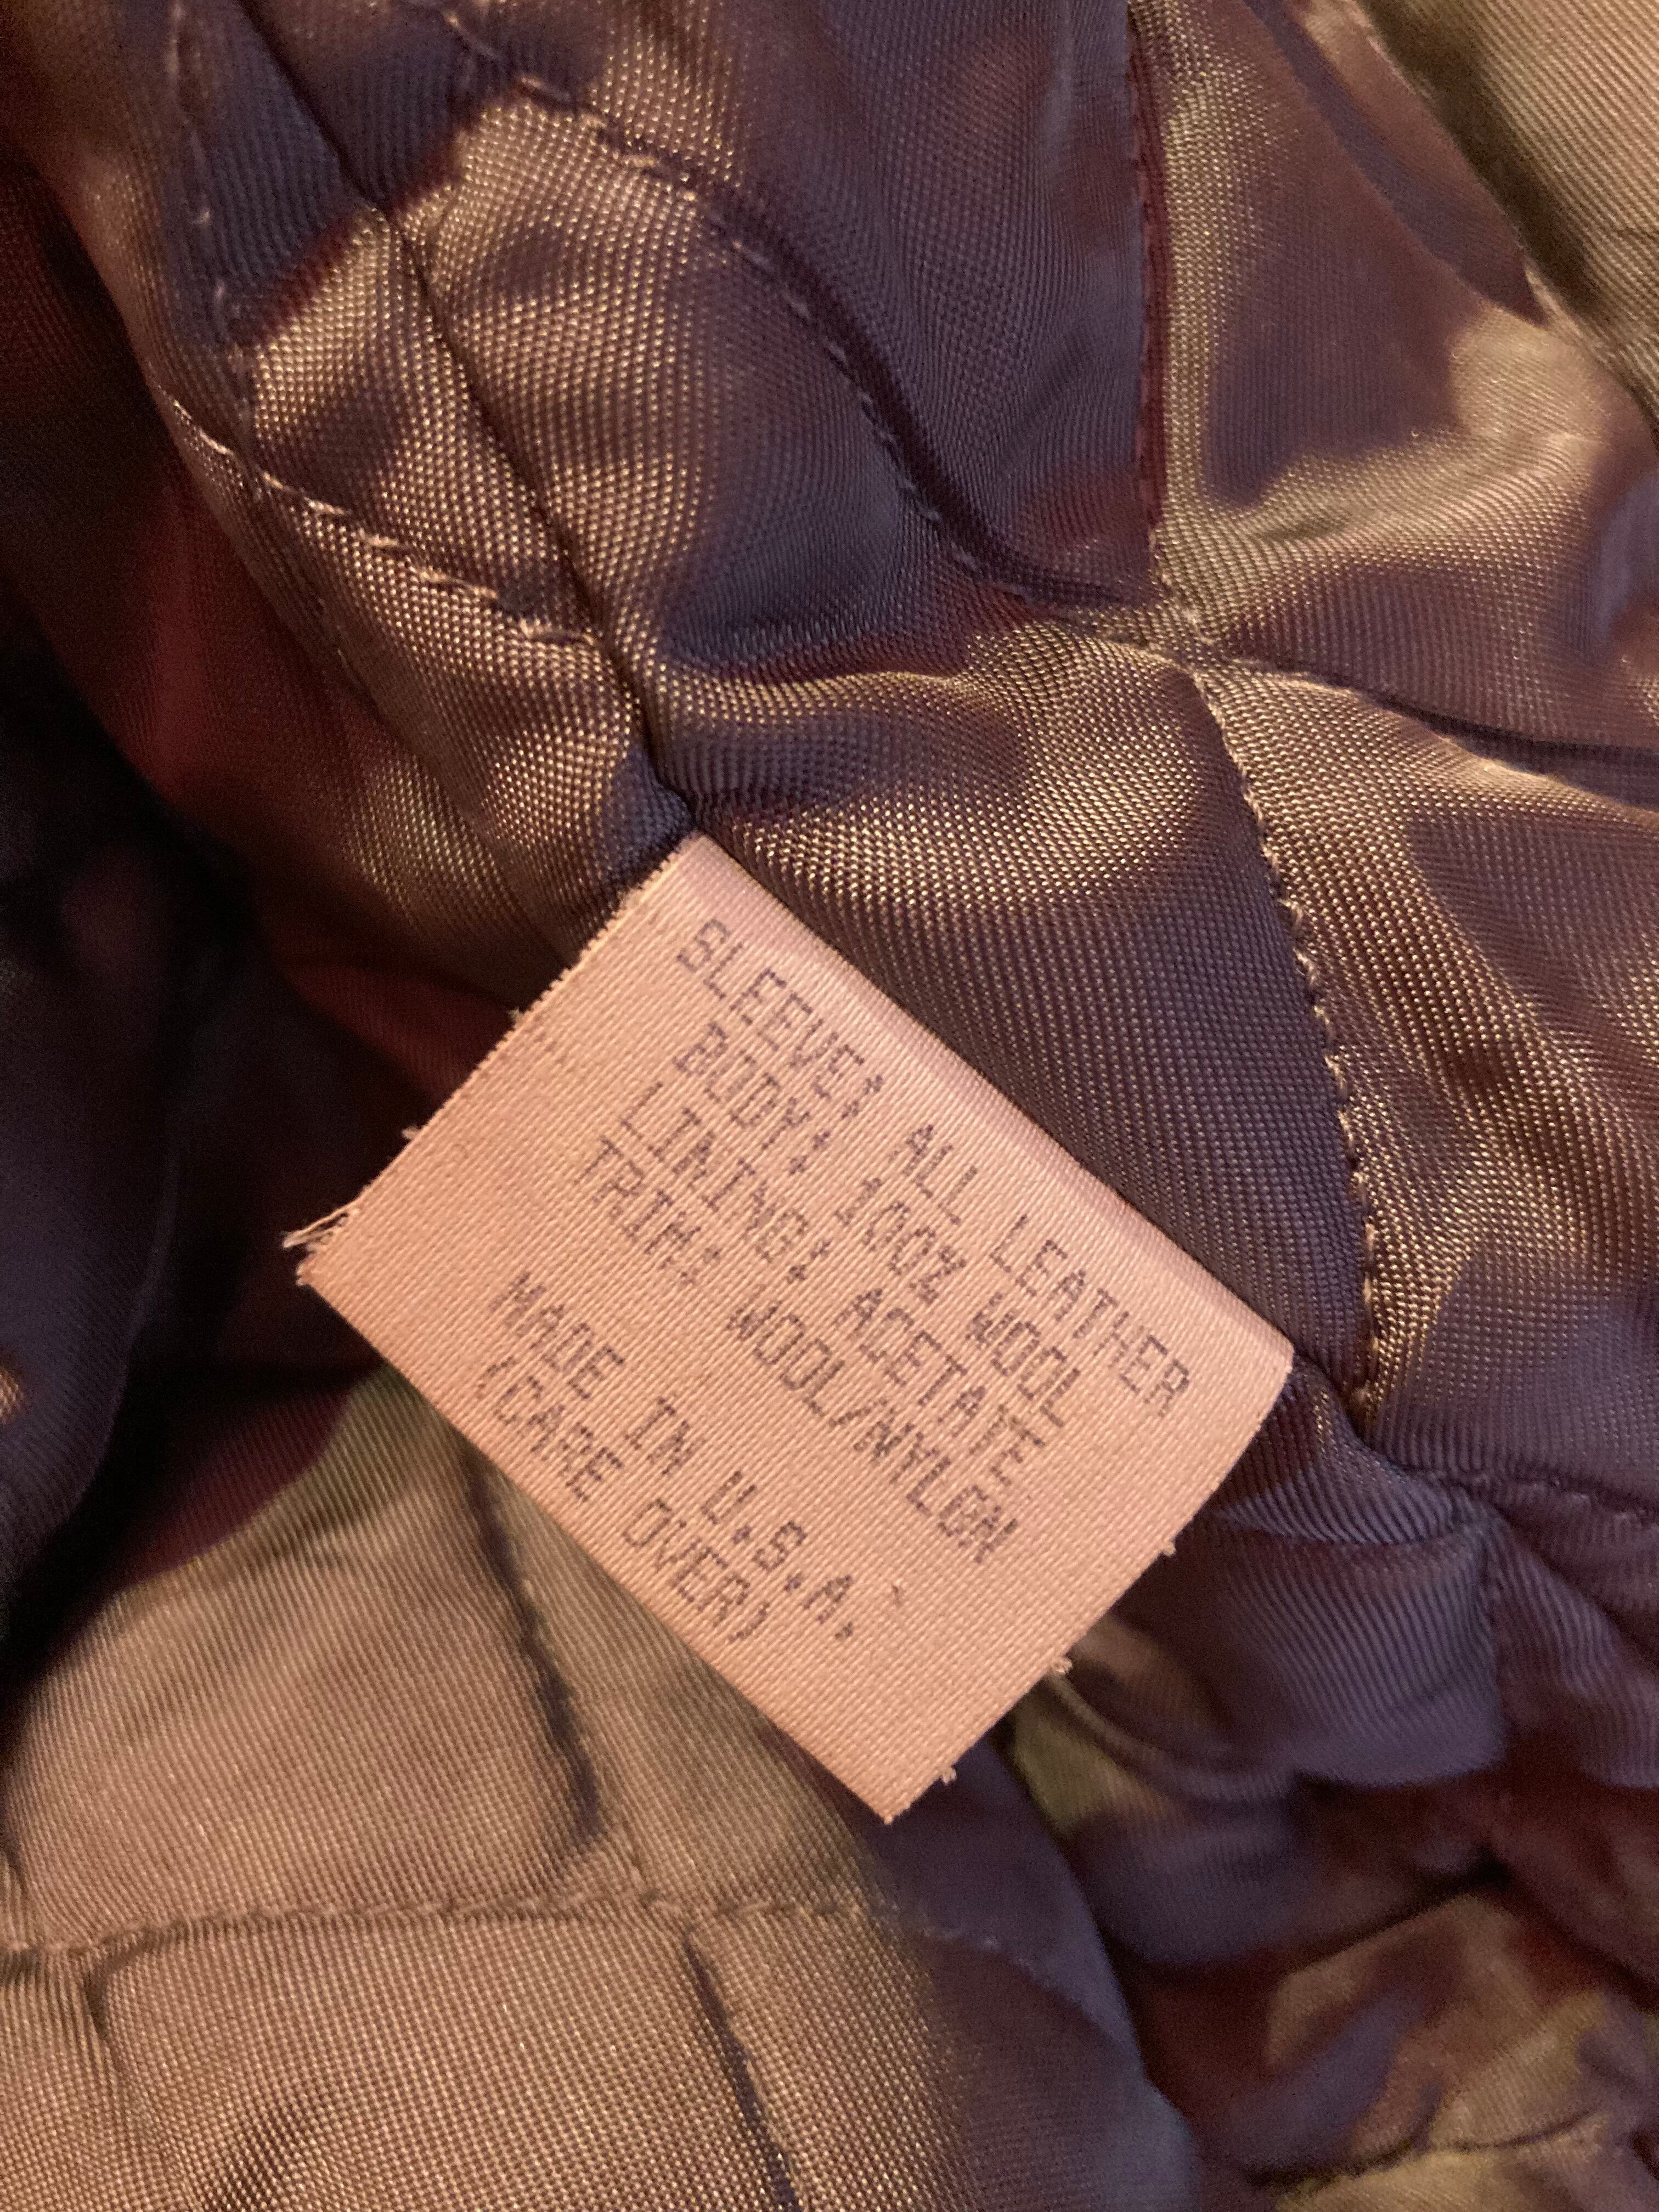 SLEEVE: ALL LEATHER
BODY: 100% WOOL
LINING: ACETATE
TRIM: WOOL/NYLON
MADE IN U.S.A.
(CARE OVER)